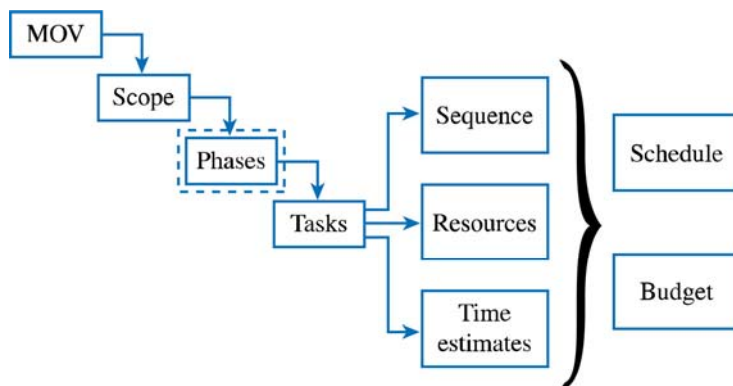 MOV
Scope
Phases
Tasks
Sequence
Resources
Time
estimates
Schedule
Budget